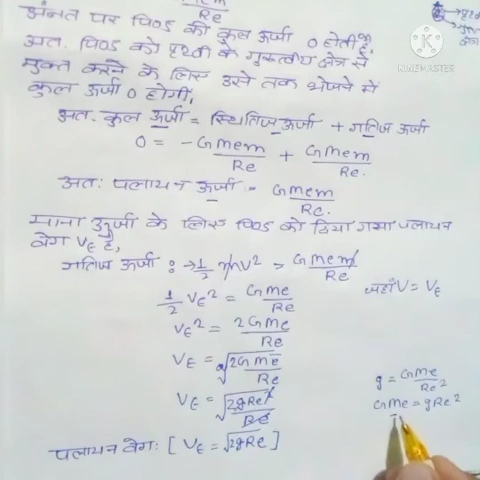 Re
अंनत पर पिण्ड की कुल ऊर्जा 0 होती है,
अत. पिण्ड को पृथ्वी के गुरुत्वीय क्षेत्र से
मुक्त करने के लिए उसे तक भेजने में
कुल ऊर्जा 0 होगी,
अत. कुल ऊर्जा = स्थितिज ऊर्जा + गतिज ऊर्जा
0 = - GMem/Re + GMem/Re.
अतः पलायन ऊर्जा = GMem/Re.
माना ऊर्जा के लिए पिण्ड को दिया गया पलायन
वेग Ve है,
गतिज ऊर्जा : → 1/2 mV² = GMem/Re
जहाँ V = Ve
1/2 Ve² = GMe/Re
Ve² = 2GMe/Re
Ve = √2GMe/Re
g = GMe/Re²
Ve = √2gRe²/Re
GMe = gRe²
पलायन वेगः [ Ve = √2gRe ]
KINEMASTER